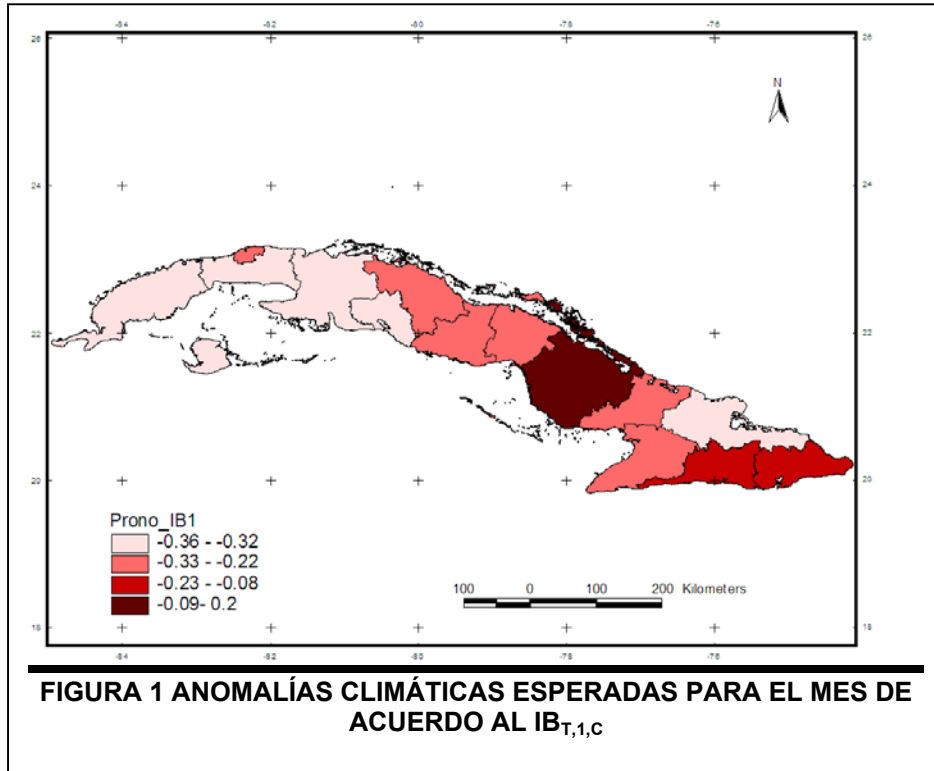 -84 -82 -80 -78 -76
26 26
N
24 24
22 22
20 20
Prono_IB1
-0.36 - -0.32
-0.33 - -0.22
-0.23 - -0.08
-0.09- 0.2
100 0 100 200 Kilometers
18 18
-84 -82 -80 -78 -76
FIGURA 1 ANOMALÍAS CLIMÁTICAS ESPERADAS PARA EL MES DE
ACUERDO AL IB_T,1,C